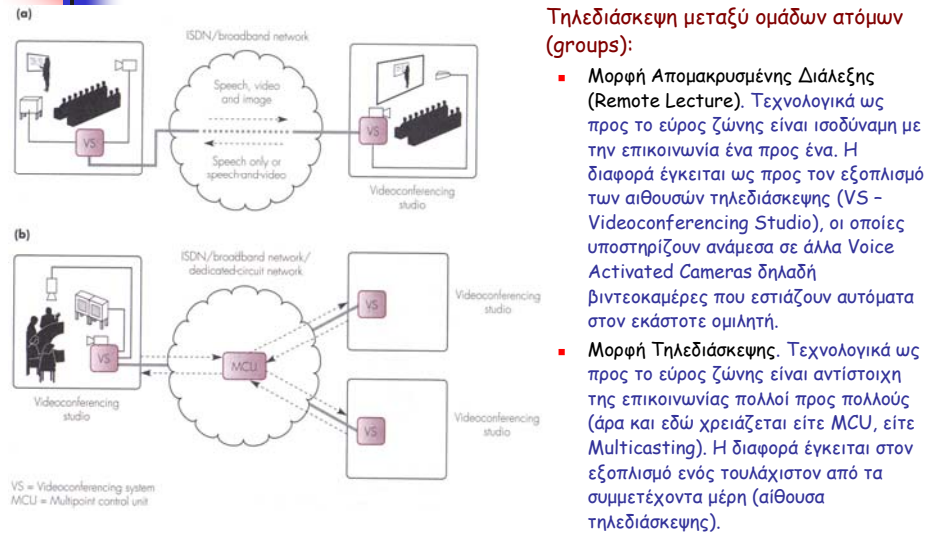 (a)
ISDN/broadband network
Speech, video
and image
VS
VS
Speech only or
speech-and-video
Videoconferencing
studio
(b)
ISDN/broadband network/
dedicated-circuit network
VS
Videoconferencing
studio
MCU
VS
Videoconferencing
studio
VS
Videoconferencing
studio
VS = Videoconferencing system
MCU = Multipoint control unit
Τηλεδιάσκεψη μεταξύ ομάδων ατόμων
(groups):
Μορφή Απομακρυσμένης Διάλεξης
(Remote Lecture). Τεχνολογικά ως
προς το εύρος ζώνης είναι ισοδύναμη με
την επικοινωνία ένα προς ένα. Η
διαφορά έγκειται ως προς τον εξοπλισμό
των αιθουσών τηλεδιάσκεψης (VS –
Videoconferencing Studio), οι οποίες
υποστηρίζουν ανάμεσα σε άλλα Voice
Activated Cameras δηλαδή
βιντεοκαμέρες που εστιάζουν αυτόματα
στον εκάστοτε ομιλητή.
Μορφή Τηλεδιάσκεψης. Τεχνολογικά ως
προς το εύρος ζώνης είναι αντίστοιχη
της επικοινωνίας πολλοί προς πολλούς
(άρα και εδώ χρειάζεται είτε MCU, είτε
Multicasting). Η διαφορά έγκειται στον
εξοπλισμό ενός τουλάχιστον από τα
συμμετέχοντα μέρη (αίθουσα
τηλεδιάσκεψης).